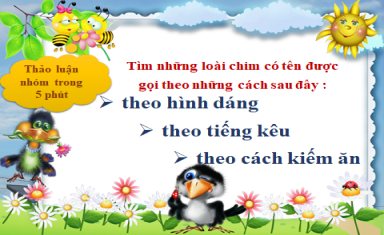 Thảo luận
nhóm trong
5 phút
Tìm những loài chim có tên được
gọi theo những cách sau đây :
➢ theo hình dáng
➢ theo tiếng kêu
➢ theo cách kiếm ăn